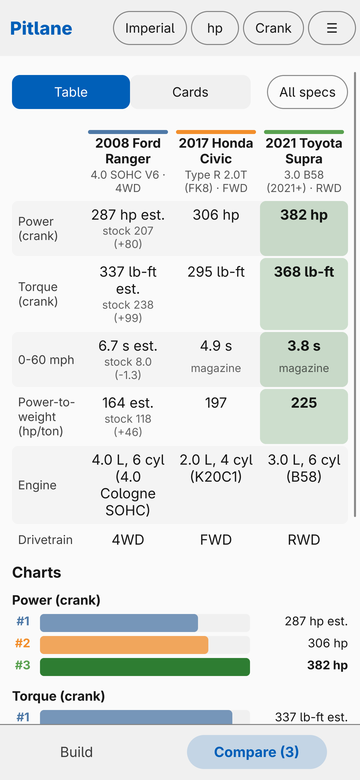 Pitlane Imperial hp Crank ☰
Table Cards All specs
2008 Ford 2017 Honda 2021 Toyota
Ranger Civic Supra
4.0 SOHC V6 · Type R 2.0T 3.0 B58
4WD (FK8) · FWD (2021+) · RWD
Power 287 hp est. 306 hp 382 hp
(crank) stock 207
(+80)
337 lb-ft 295 lb-ft 368 lb-ft
Torque est.
(crank) stock 238
(+99)
6.7 s est. 4.9 s 3.8 s
0-60 mph stock 8.0 magazine magazine
(-1.3)
Power-to- 164 est. 197 225
weight stock 118
(hp/ton) (+46)
4.0 L, 6 cyl 2.0 L, 4 cyl 3.0 L, 6 cyl
(4.0 (K20C1) (B58)
Engine Cologne
SOHC)
Drivetrain 4WD FWD RWD
Charts
Power (crank)
#1 287 hp est.
#2 306 hp
#3 382 hp
Torque (crank)
#1 337 lb-ft est.
Build Compare (3)